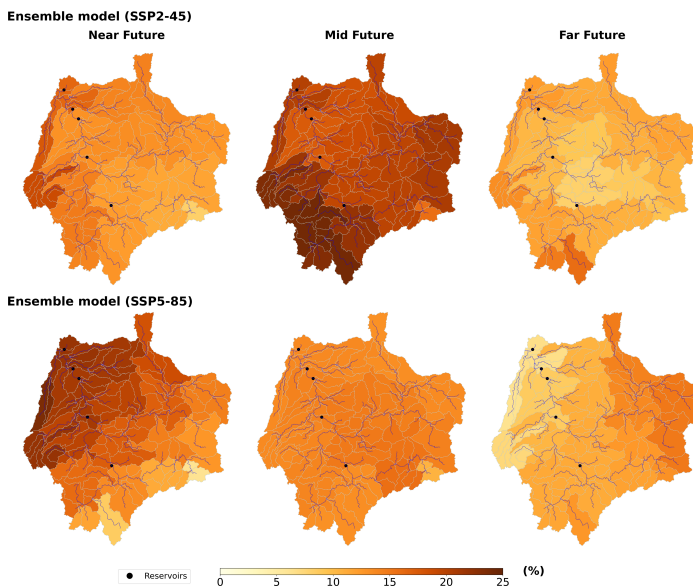 Ensemble model (SSP2-45)
Near Future Mid Future Far Future
Ensemble model (SSP5-85)
Reservoirs
(%)
0 5 10 15 20 25